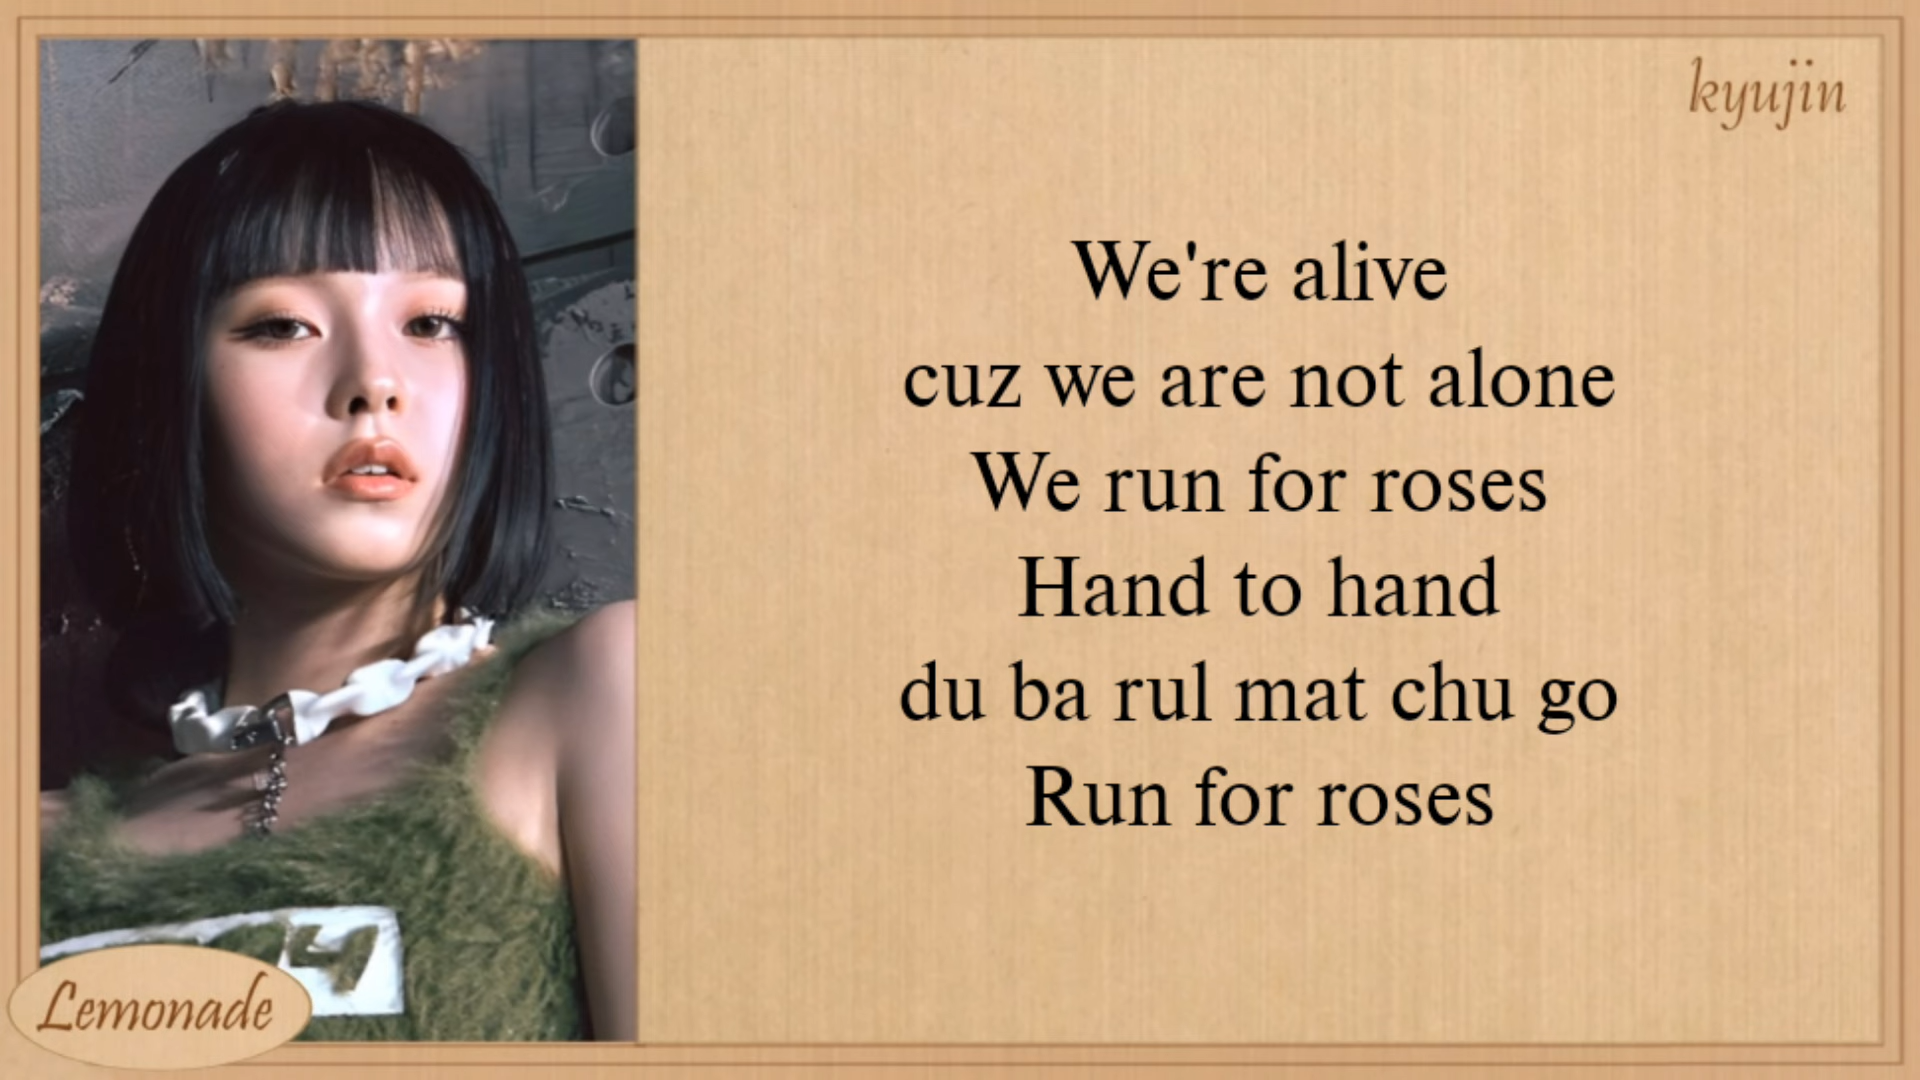 kyujin
We're alive
cuz we are not alone
We run for roses
Hand to hand
du ba rul mat chu go
Run for roses
4
Lemonade